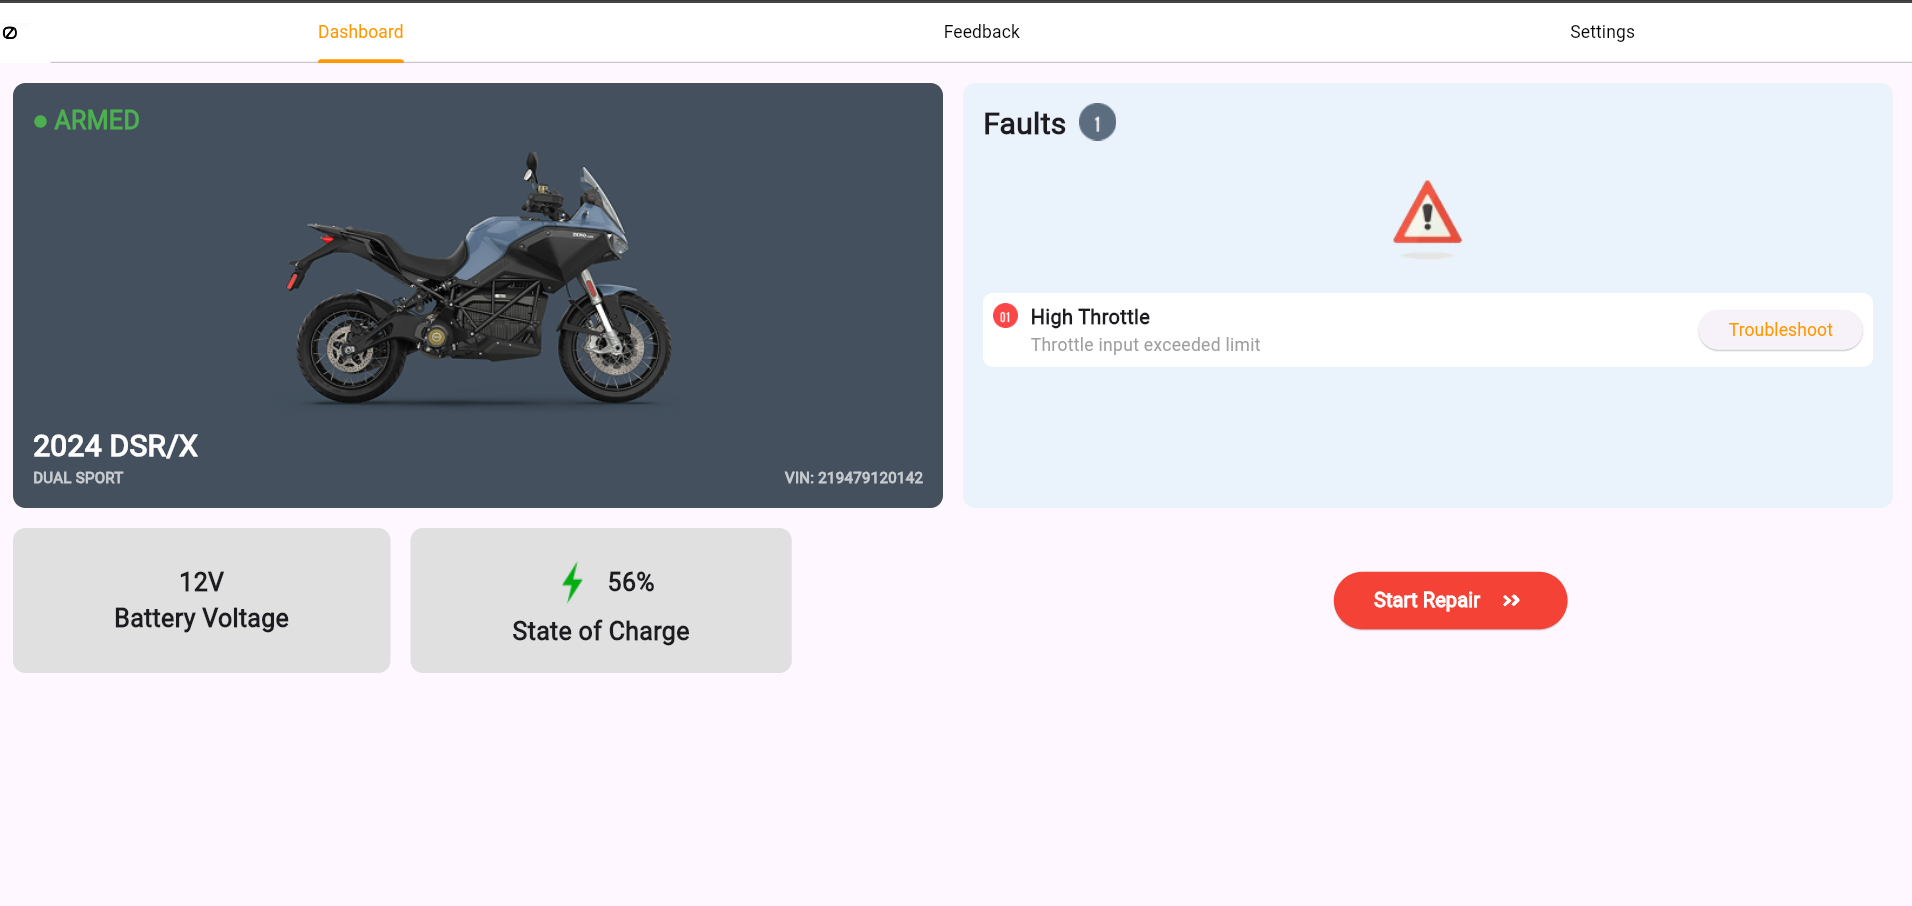 Dashboard
Feedback
Settings
ARMED
2024 DSR/X
DUAL SPORT
VIN: 219479120142
Faults 1
01 High Throttle
Throttle input exceeded limit
Troubleshoot
12V
Battery Voltage
56%
State of Charge
Start Repair